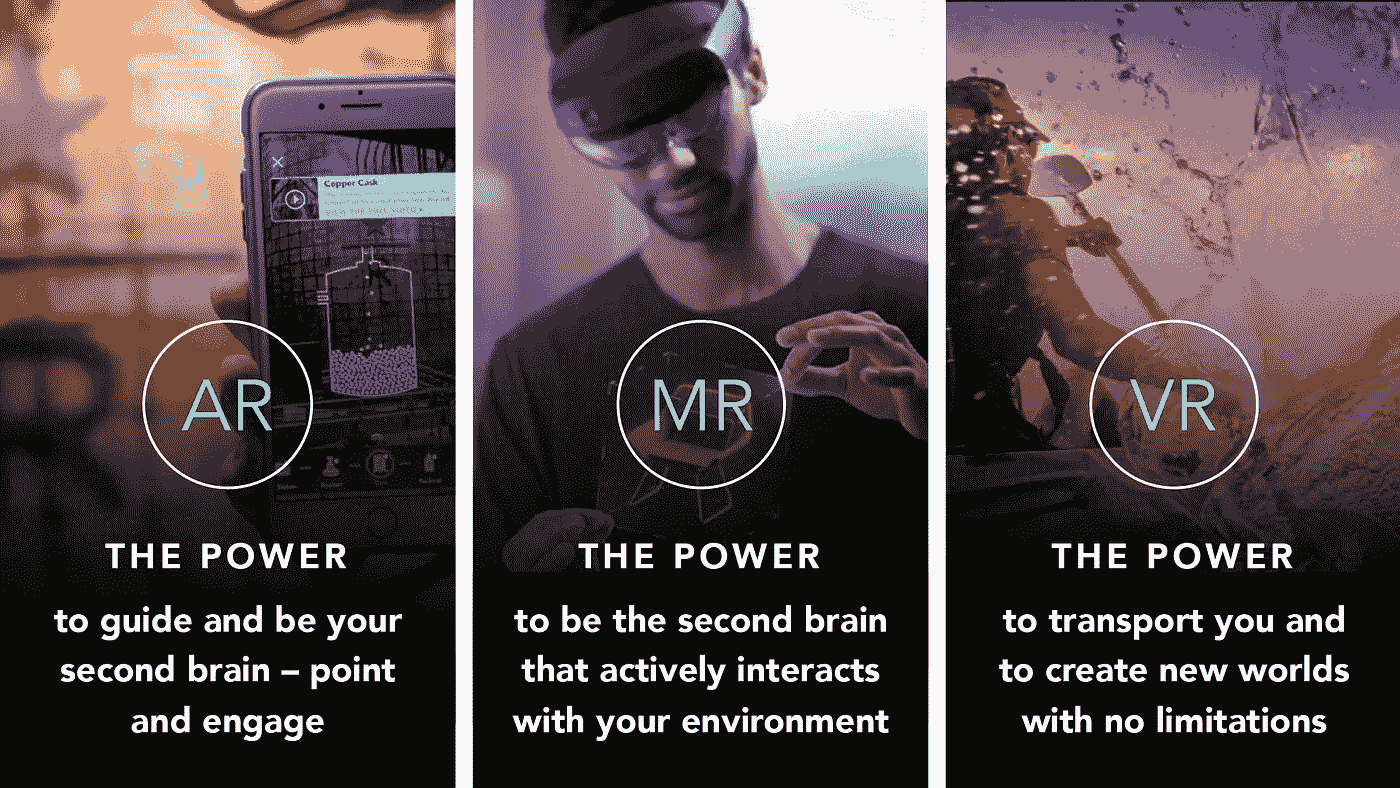 Copper Cask
AR
THE POWER
to guide and be your
second brain – point
and engage
MR
THE POWER
to be the second brain
that actively interacts
with your environment
VR
THE POWER
to transport you and
to create new worlds
with no limitations